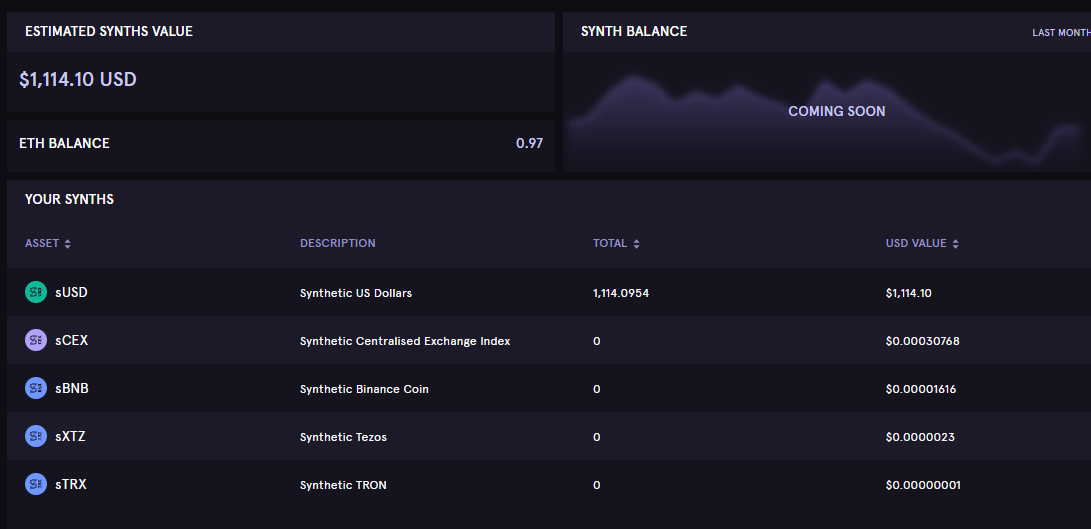 ESTIMATED SYNTHS VALUE
$1,114.10 USD
ETH BALANCE 0.97
SYNTH BALANCE LAST MONTH
COMING SOON
YOUR SYNTHS
ASSET DESCRIPTION TOTAL USD VALUE
sUSD Synthetic US Dollars 1,114.0954 $1,114.10
sCEX Synthetic Centralised Exchange Index 0 $0.00030768
sBNB Synthetic Binance Coin 0 $0.00001616
sXTZ Synthetic Tezos 0 $0.0000023
sTRX Synthetic TRON 0 $0.00000001